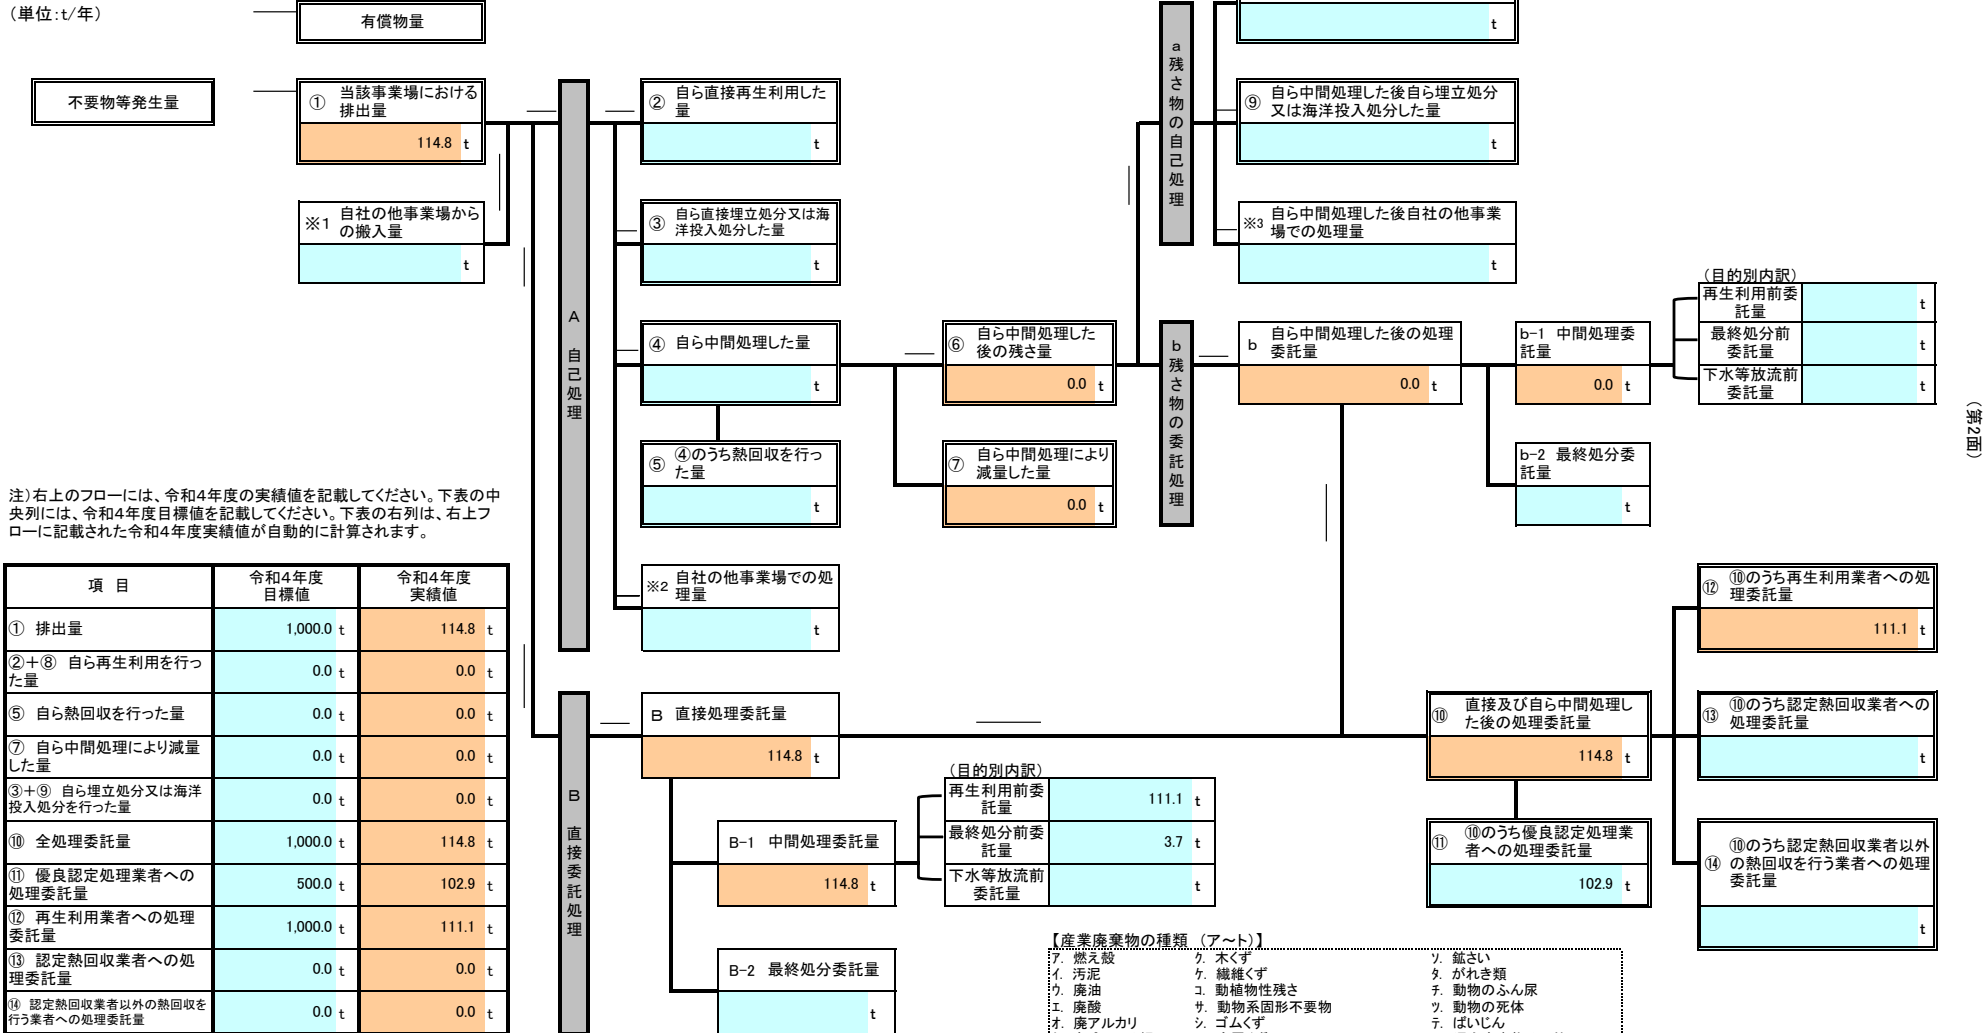 (単位:t/年)
有償物量
不要物等発生量
① 当該事業場における
排出量
114.8 t
※1 自社の他事業場から
の搬入量
t
A
自己処理
② 自ら直接再生利用した
量
t
③ 自ら直接埋立処分又は海
洋投入処分した量
t
④ 自ら中間処理した量
t
⑤ ④のうち熱回収を行っ
た量
t
※2 自社の他事業場での処
理量
t
⑥ 自ら中間処理した
後の残さ量
0.0 t
⑦ 自ら中間処理により
減量した量
0.0 t
a
残さ物の自己処理
t
⑨ 自ら中間処理した後自ら埋立処分
又は海洋投入処分した量
t
※3 自ら中間処理した後自社の他事業
場での処理量
t
b
残さ物の委託処理
b 自ら中間処理した後の処理
委託量
0.0 t
b-1 中間処理委
託量
0.0 t
b-2 最終処分委
託量
t
(目的別内訳)
再生利用前委
託量
t
最終処分前
委託量
t
下水等放流前
委託量
t
(第2面)
注)右上のフローには、令和4年度の実績値を記載してください。下表の中
央列には、令和4年度目標値を記載してください。下表の右列は、右上フ
ローに記載された令和4年度実績値が自動的に計算されます。
項 目 令和4年度 目標値 令和4年度 実績値
① 排出量 1,000.0 t 114.8 t
②+⑧ 自ら再生利用を行っ
た量 0.0 t 0.0 t
⑤ 自ら熱回収を行った量 0.0 t 0.0 t
⑦ 自ら中間処理により減量
した量 0.0 t 0.0 t
③+⑨ 自ら埋立処分又は海洋
投入処分を行った量 0.0 t 0.0 t
⑩ 全処理委託量 1,000.0 t 114.8 t
⑪ 優良認定処理業者への
処理委託量 500.0 t 102.9 t
⑫ 再生利用業者への処理
委託量 1,000.0 t 111.1 t
⑬ 認定熱回収業者への処
理委託量 0.0 t 0.0 t
⑭ 認定熱回収業者以外の熱回収を
行う業者への処理委託量 0.0 t 0.0 t
B
直接委託処理
B 直接処理委託量
114.8 t
B-1 中間処理委託量
114.8 t
B-2 最終処分委託量
t
(目的別内訳)
再生利用前委
託量
111.1 t
最終処分前委
託量
3.7 t
下水等放流前
委託量
t
⑩ 直接及び自ら中間処理し
た後の処理委託量
114.8 t
⑪ ⑩のうち優良認定処理業
者への処理委託量
102.9 t
⑫ ⑩のうち再生利用業者への処
理委託量
111.1 t
⑬ ⑩のうち認定熱回収業者への
処理委託量
t
⑭ ⑩のうち認定熱回収業者以外
の熱回収を行う業者への処理
委託量
t
【産業廃棄物の種類 (ア~ト)】
ア. 燃え殻 ク. 木くず ソ. 鉱さい
イ. 汚泥 ケ. 繊維くず タ. がれき類
ウ. 廃油 コ. 動植物性残さ チ. 動物のふん尿
エ. 廃酸 サ. 動物系固形不要物 ツ. 動物の死体
オ. 廃アルカリ シ. ゴムくず テ. ばいじん